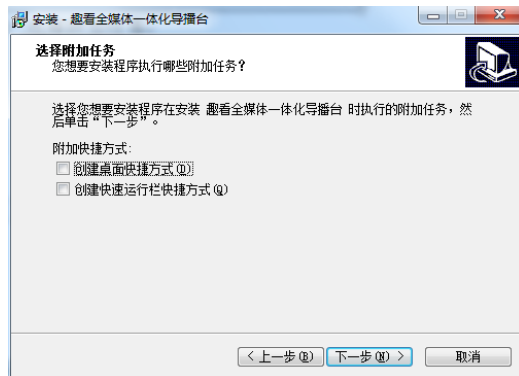 安装 - 趣看全媒体一体化导播台
选择附加任务
您想要安装程序执行哪些附加任务？
选择您想要安装程序在安装 趣看全媒体一体化导播台 时执行的附加任务，然
后单击“下一步”。
附加快捷方式:
创建桌面快捷方式(D)
创建快速运行栏快捷方式(Q)
< 上一步(B)
下一步(N) >
取消